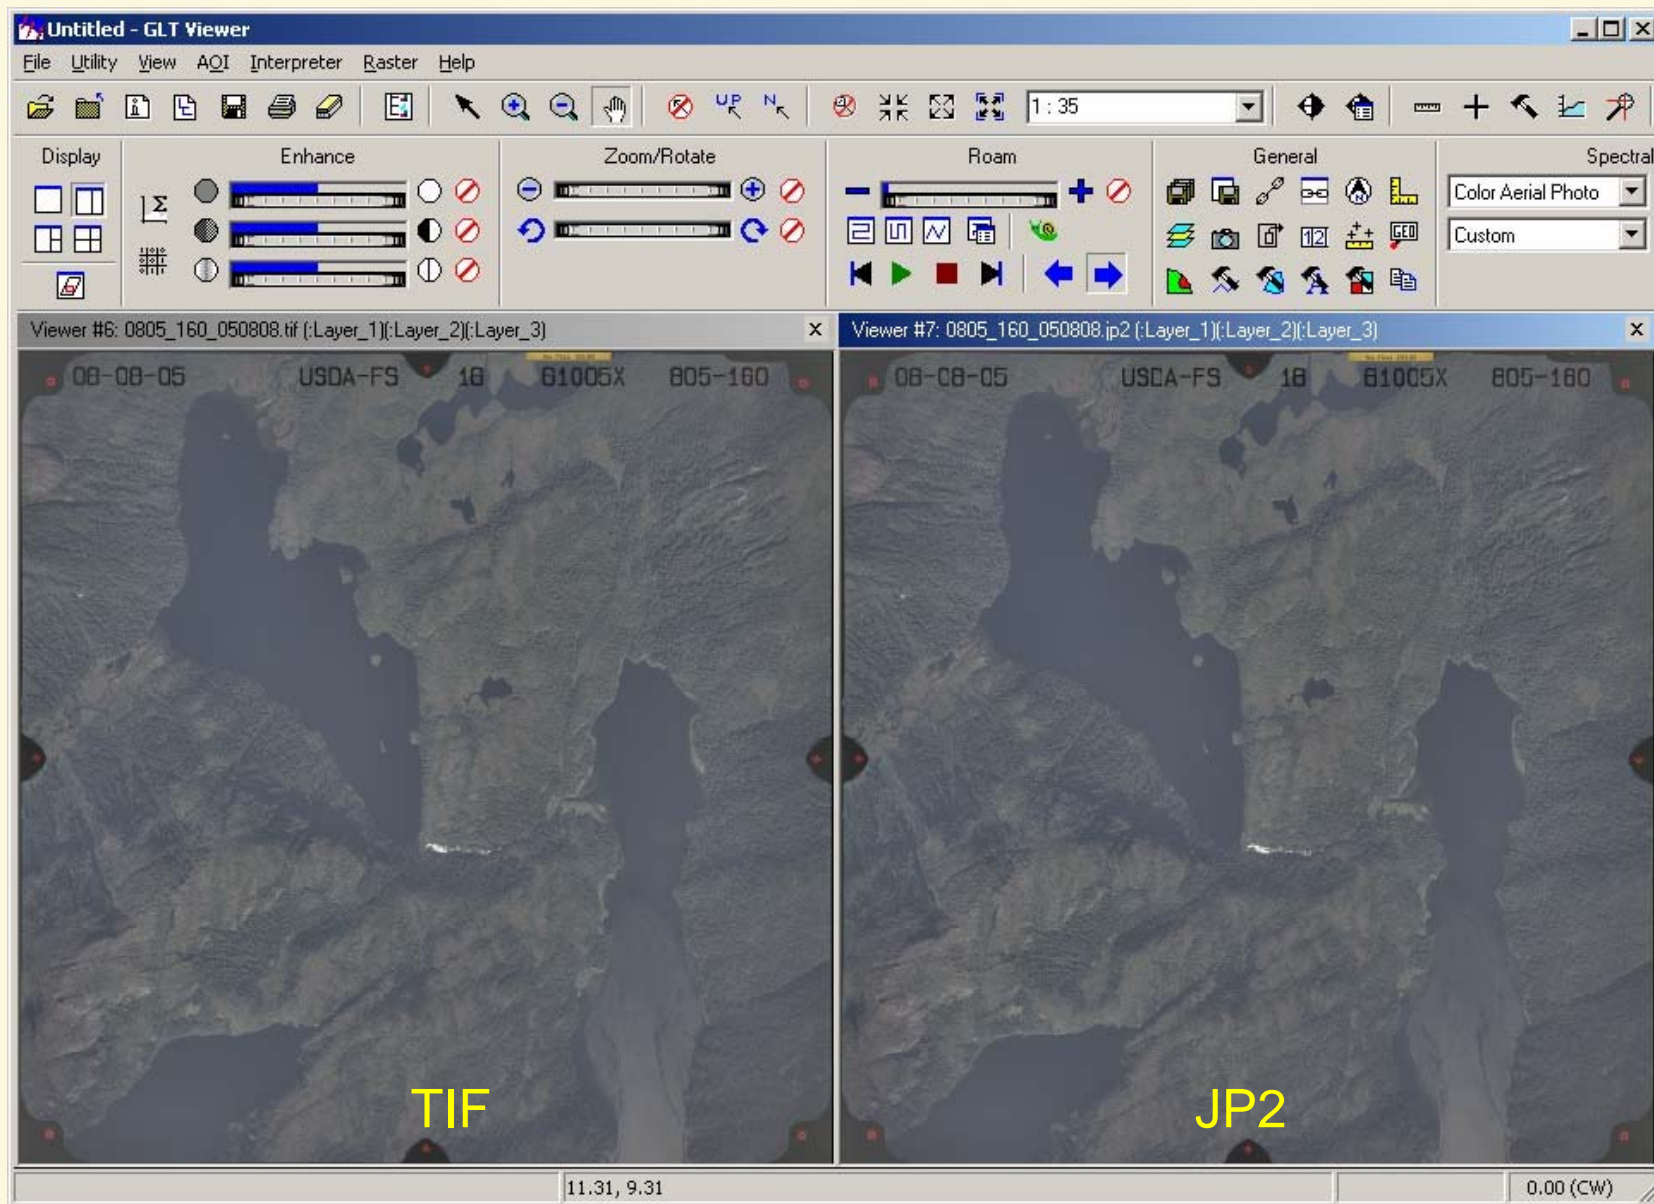 Untitled - GLT Viewer
File Utility View AOI Interpreter Raster Help
UP N 1 : 35
Display Enhance Zoom/Rotate Roam General Spectral
Color Aerial Photo
Custom
Viewer #6: 0805_160_050808.tif (:Layer_1)(:Layer_2)(:Layer_3) X
Viewer #7: 0805_160_050808.jp2 (:Layer_1)(:Layer_2)(:Layer_3) X
08-08-05 USDA-FS 16 61005X 805-160
08-08-05 USDA-FS 16 61005X 805-160
TIF
JP2
11.31, 9.31 0.00 (CW)